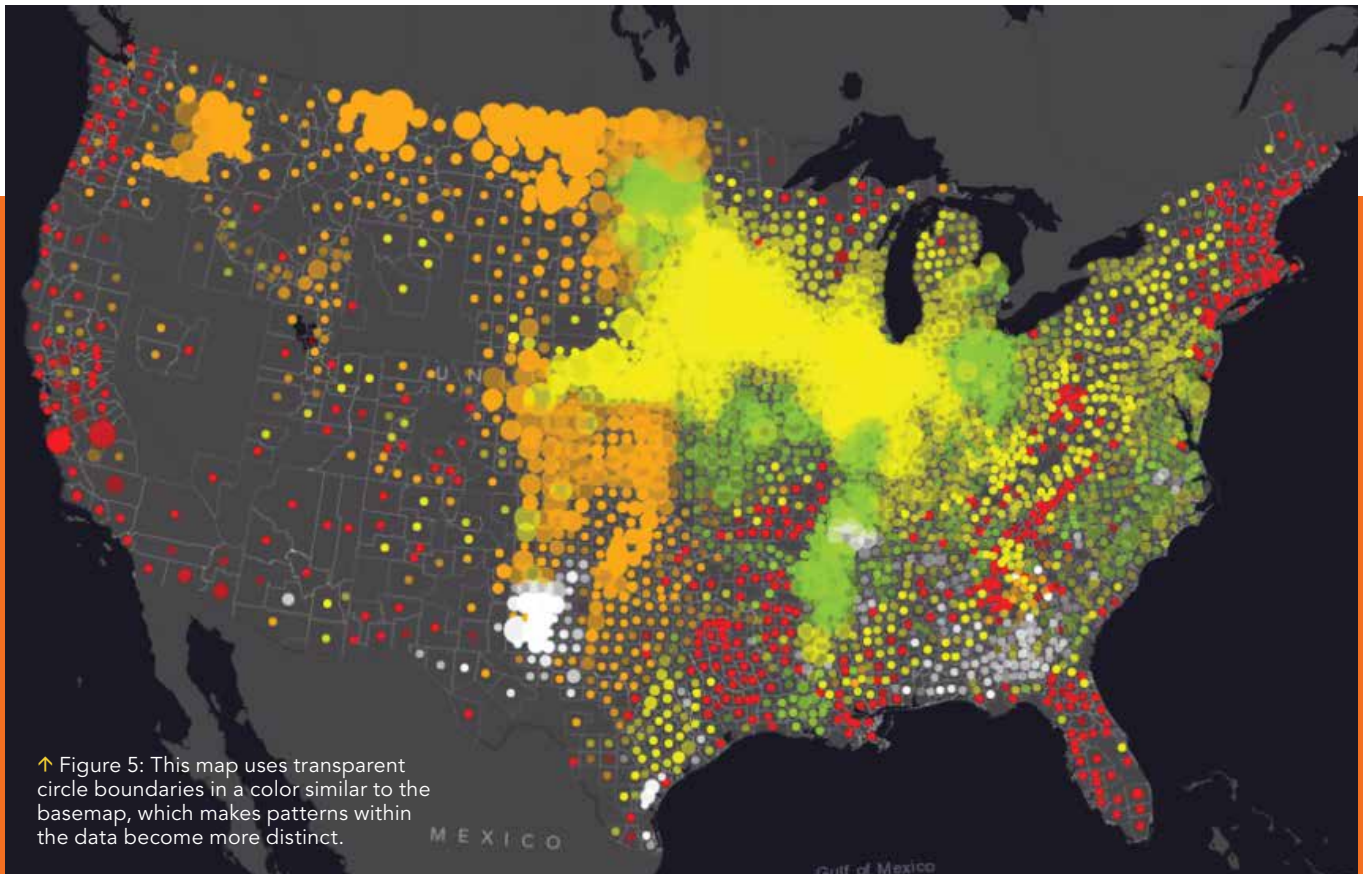 U N
↑ Figure 5: This map uses transparent
circle boundaries in a color similar to the
basemap, which makes patterns within
the data become more distinct.
MEXICO
Gulf of Mexico